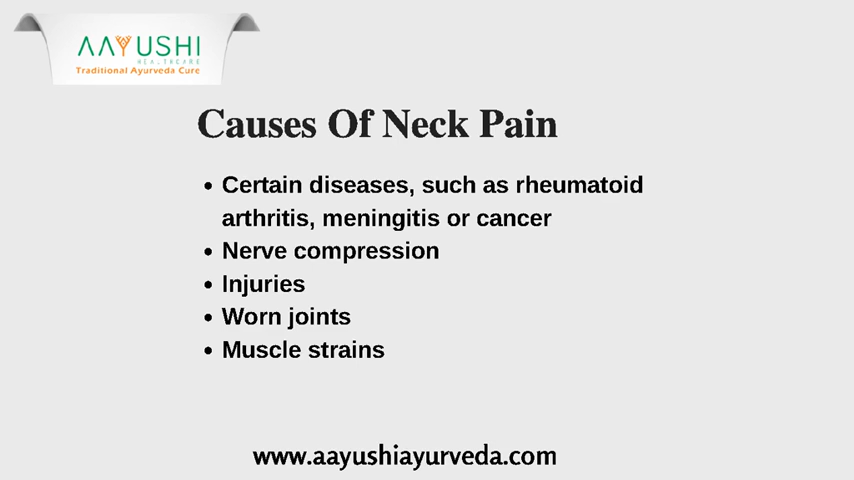 AAYUSHI
HEALTHCARE
Traditional Ayurveda Cure
Causes Of Neck Pain
• Certain diseases, such as rheumatoid
arthritis, meningitis or cancer
• Nerve compression
• Injuries
• Worn joints
• Muscle strains
www.aayushiayurveda.com